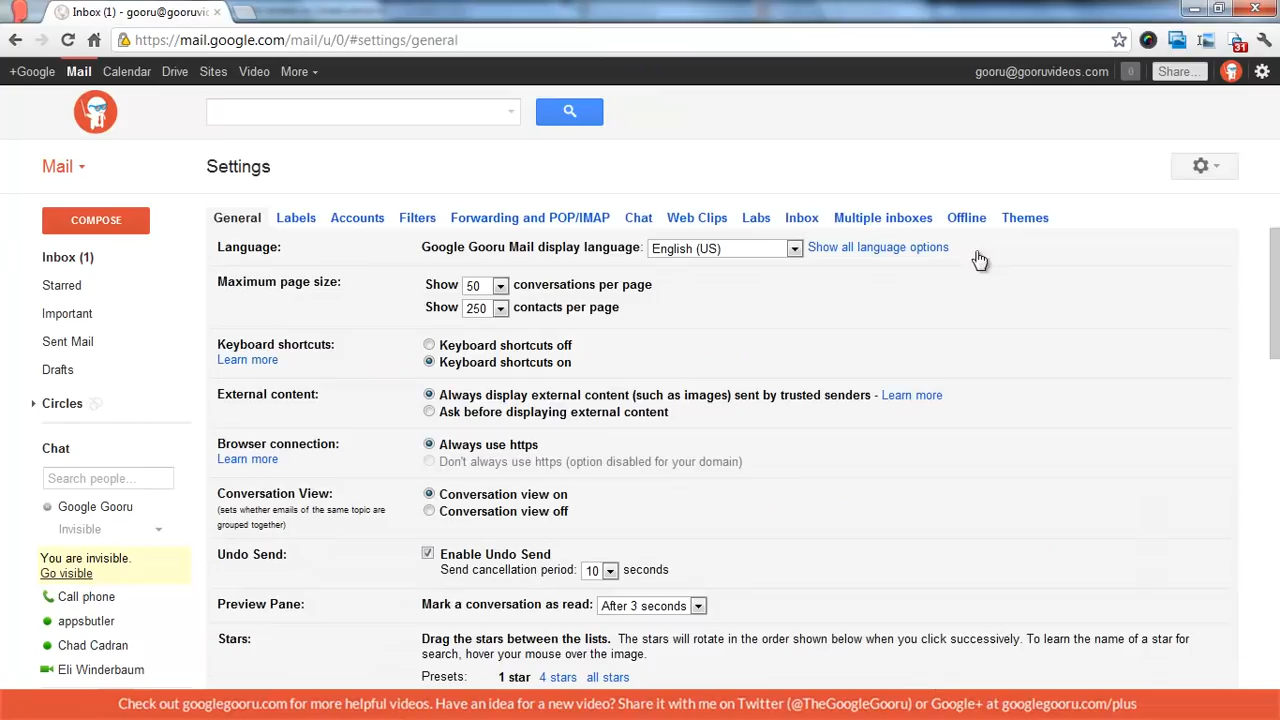 Inbox (1) - gooru@gooruvid ×
https://mail.google.com/mail/u/0/#settings/general
31
+Google Mail Calendar Drive Sites Video More
gooru@gooruvideos.com 0 Share...
Mail
Settings
COMPOSE
General Labels Accounts Filters Forwarding and POP/IMAP Chat Web Clips Labs Inbox Multiple inboxes Offline Themes
Inbox (1)
Starred
Important
Sent Mail
Drafts
Circles
Chat
Search people...
Google Gooru
Invisible
You are invisible.
Go visible
Call phone
appsbutler
Chad Cadran
Eli Winderbaum
Language:
Google Gooru Mail display language: English (US) Show all language options
Maximum page size:
Show 50 conversations per page
Show 250 contacts per page
Keyboard shortcuts:
Learn more
Keyboard shortcuts off
Keyboard shortcuts on
External content:
Always display external content (such as images) sent by trusted senders - Learn more
Ask before displaying external content
Browser connection:
Learn more
Always use https
Don't always use https (option disabled for your domain)
Conversation View:
(sets whether emails of the same topic are
grouped together)
Conversation view on
Conversation view off
Undo Send:
Enable Undo Send
Send cancellation period: 10 seconds
Preview Pane:
Mark a conversation as read: After 3 seconds
Stars:
Drag the stars between the lists. The stars will rotate in the order shown below when you click successively. To learn the name of a star for
search, hover your mouse over the image.
Presets: 1 star 4 stars all stars
Check out googlegooru.com for more helpful videos. Have an idea for a new video? Share it with me on Twitter (@TheGoogleGooru) or Google+ at googlegooru.com/plus